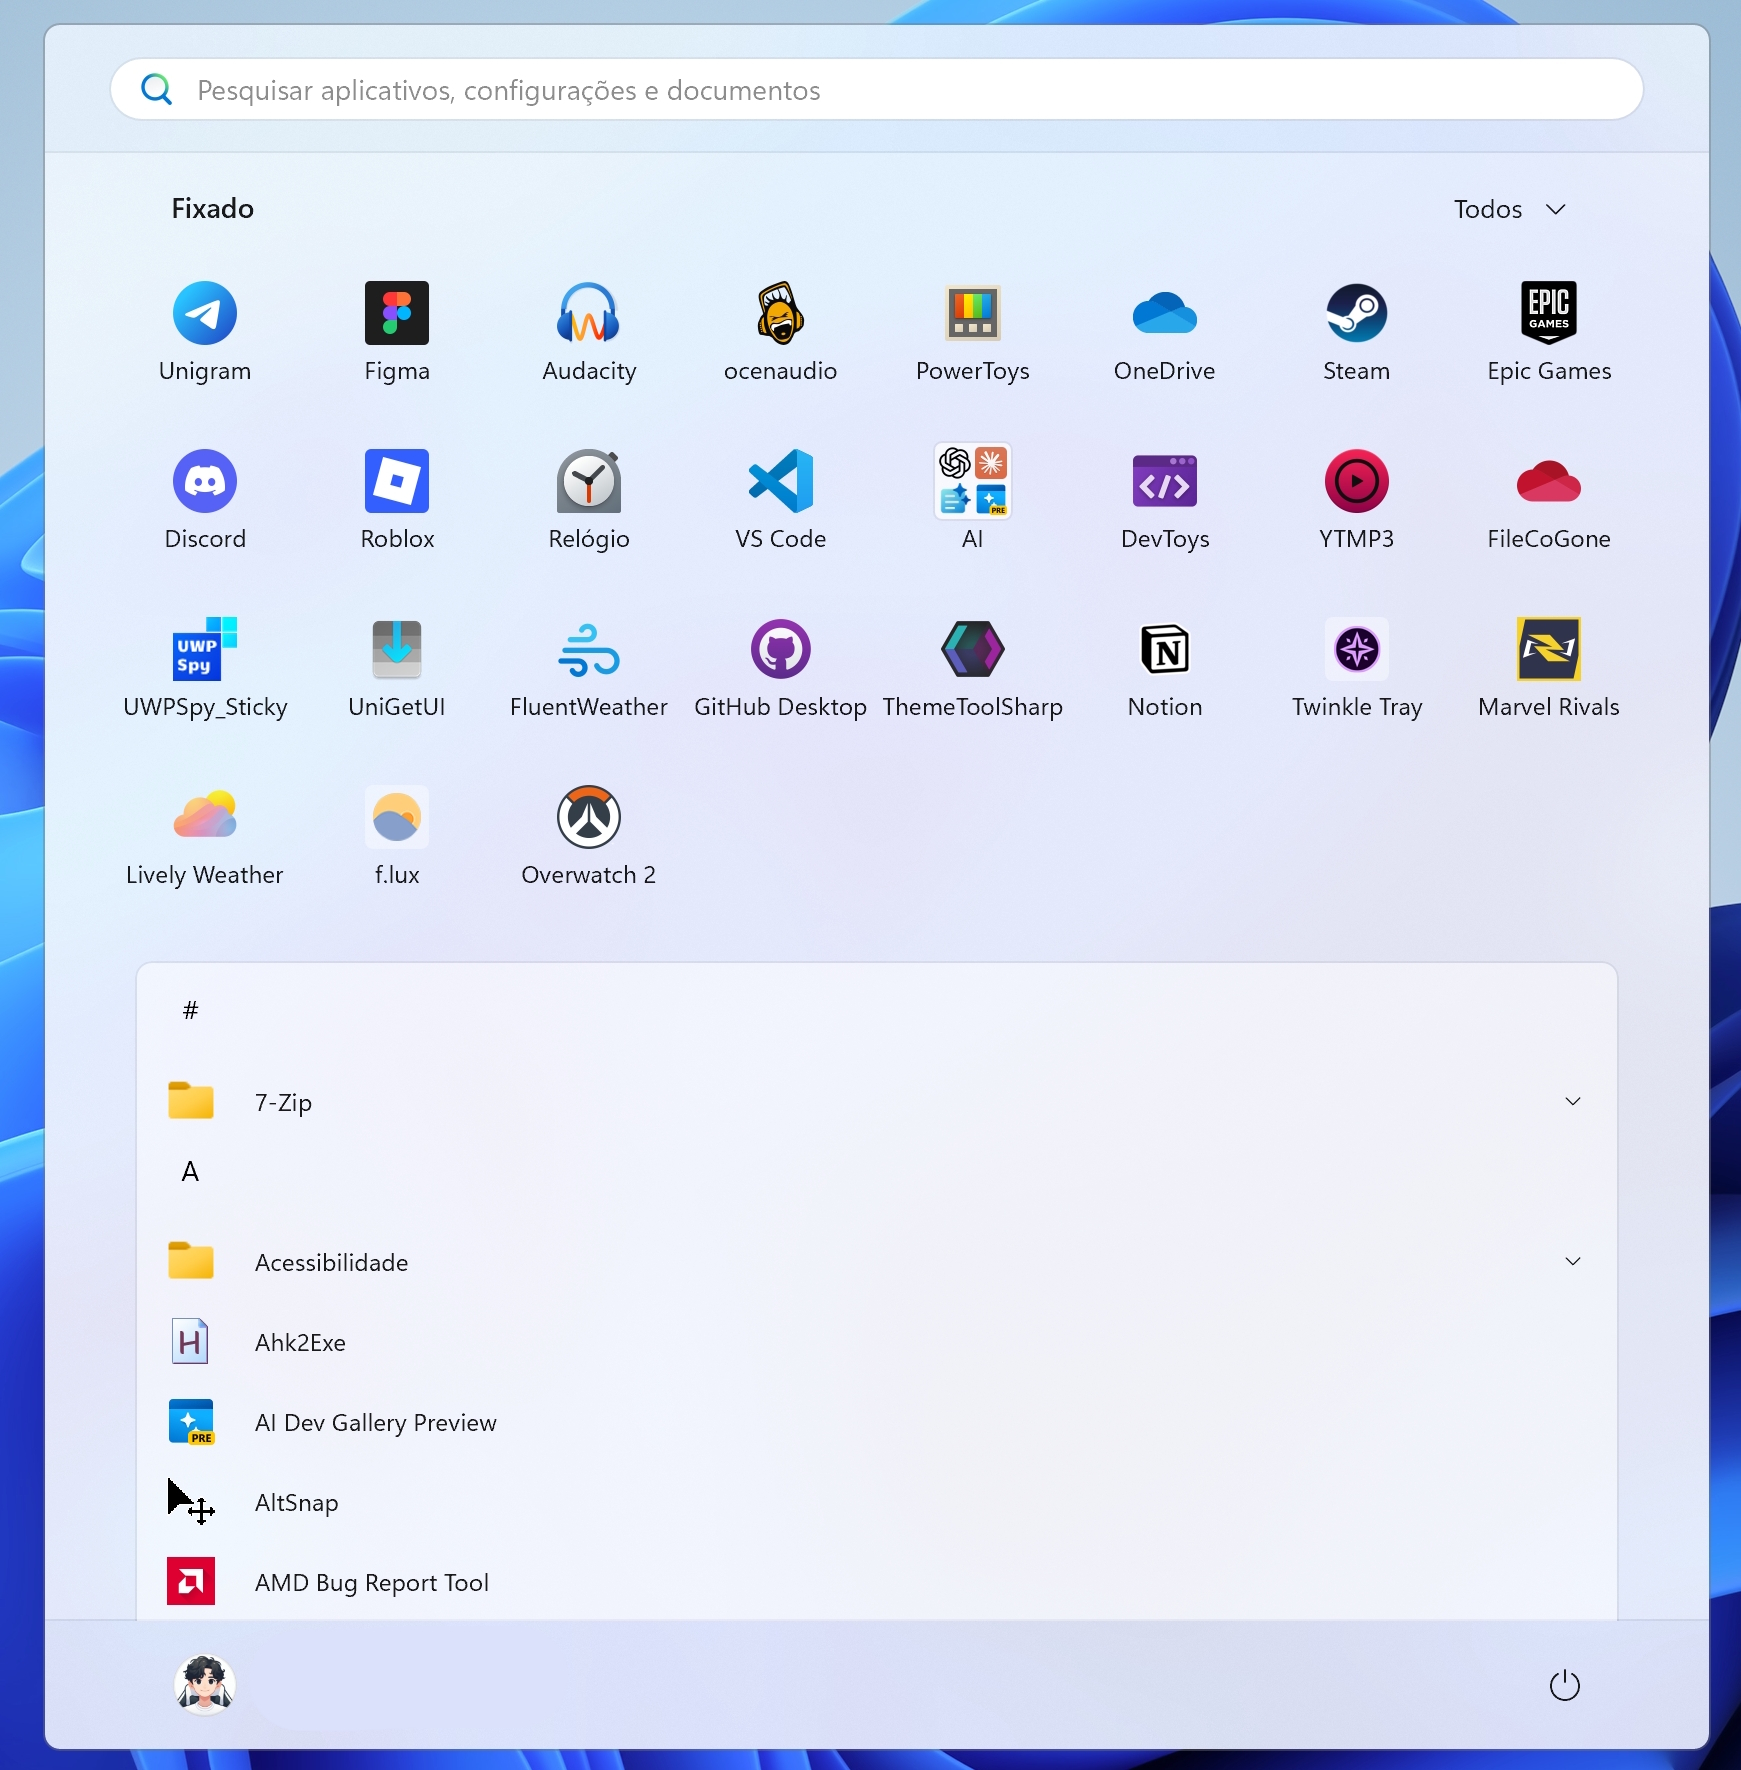 Pesquisar aplicativos, configurações e documentos
Fixado
Todos
EPIC
GAMES
Unigram
Figma
Audacity
ocenaudio
PowerToys
OneDrive
Steam
Epic Games
PRE
Discord
Roblox
Relógio
VS Code
AI
DevToys
YTMP3
FileCoGone
UWP
Spy
UWPSpy_Sticky
UniGetUI
FluentWeather
GitHub Desktop
ThemeToolSharp
Notion
Twinkle Tray
Marvel Rivals
Lively Weather
f.lux
Overwatch 2
#
7-Zip
A
Acessibilidade
H
Ahk2Exe
PRE
AI Dev Gallery Preview
AltSnap
AMD Bug Report Tool